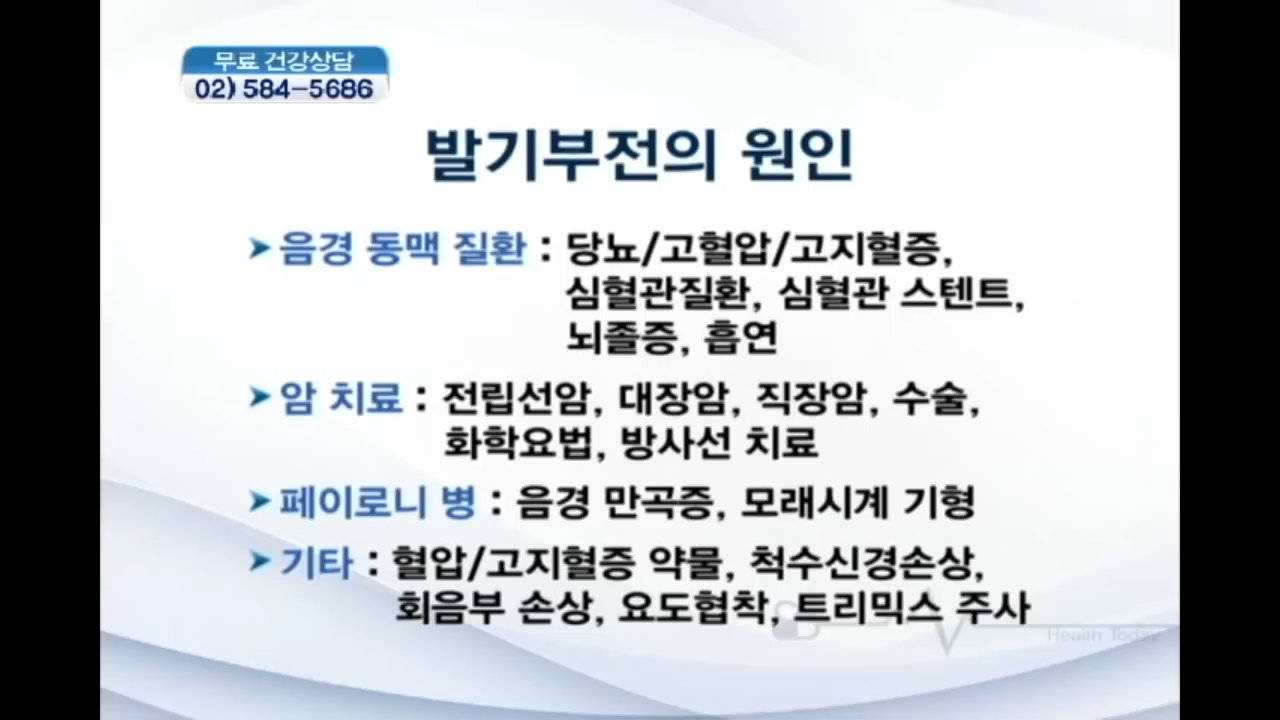 무료 건강상담
02) 584-5686
발기부전의 원인
➤ 음경 동맥 질환 : 당뇨/고혈압/고지혈증,
심혈관질환, 심혈관 스텐트,
뇌졸증, 흡연
➤ 암 치료 : 전립선암, 대장암, 직장암, 수술,
화학요법, 방사선 치료
➤ 페이로니 병 : 음경 만곡증, 모래시계 기형
➤ 기타 : 혈압/고지혈증 약물, 척수신경손상,
회음부 손상, 요도협착, 트리믹스 주사
Health Today